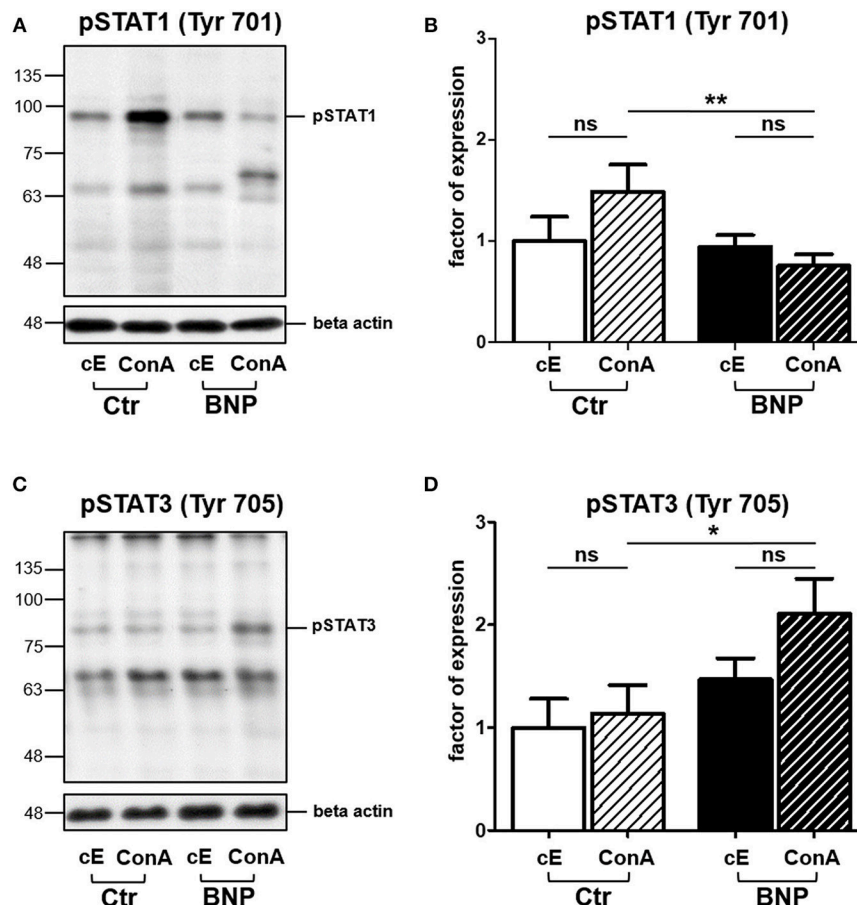 A
pSTAT1 (Tyr 701)
135
100
pSTAT1
75
63
48
48
beta actin
cE ConA cE ConA
Ctr BNP
B
pSTAT1 (Tyr 701)
factor of expression
3
2
1
0
**
ns ns
cE ConA cE ConA
Ctr BNP
C
pSTAT3 (Tyr 705)
135
100
pSTAT3
75
63
48
48
beta actin
cE ConA cE ConA
Ctr BNP
D
pSTAT3 (Tyr 705)
factor of expression
3
2
1
0
*
ns ns
cE ConA cE ConA
Ctr BNP